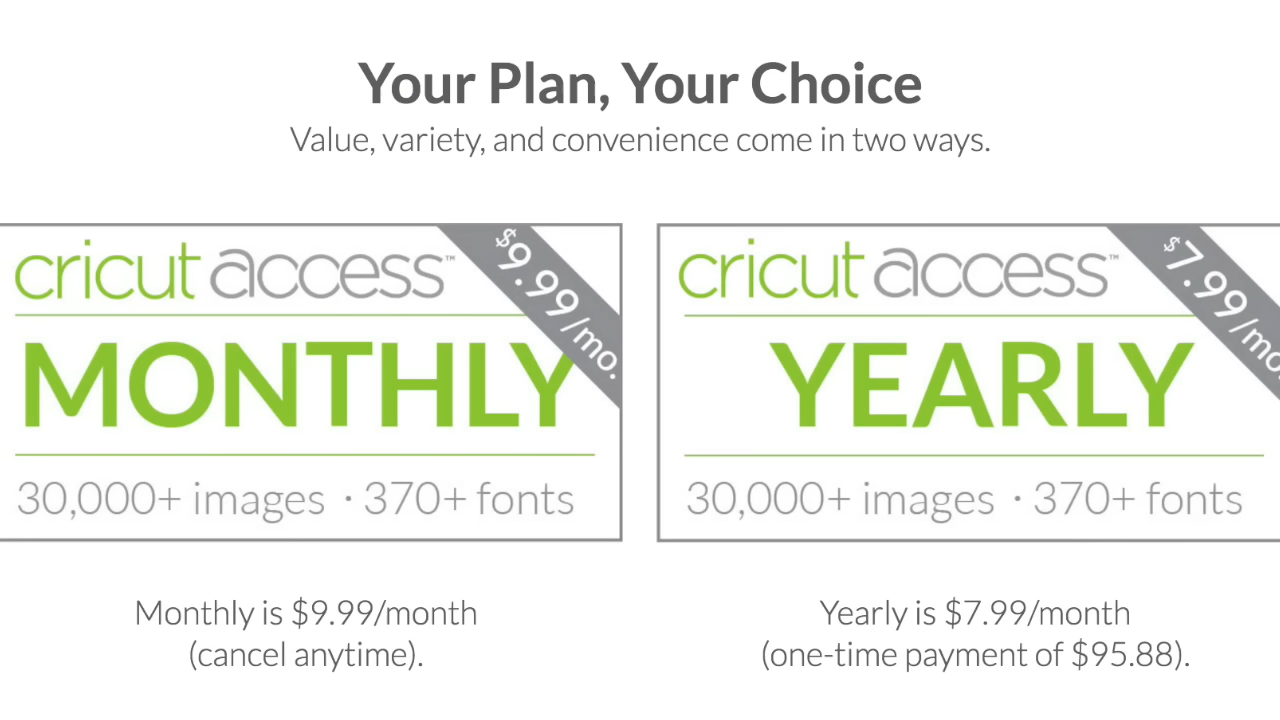 Your Plan, Your Choice
Value, variety, and convenience come in two ways.
cricut access™
$9.99/mo.
MONTHLY
30,000+ images · 370+ fonts
Monthly is $9.99/month
(cancel anytime).
cricut access™
$7.99/mo.
YEARLY
30,000+ images · 370+ fonts
Yearly is $7.99/month
(one-time payment of $95.88).